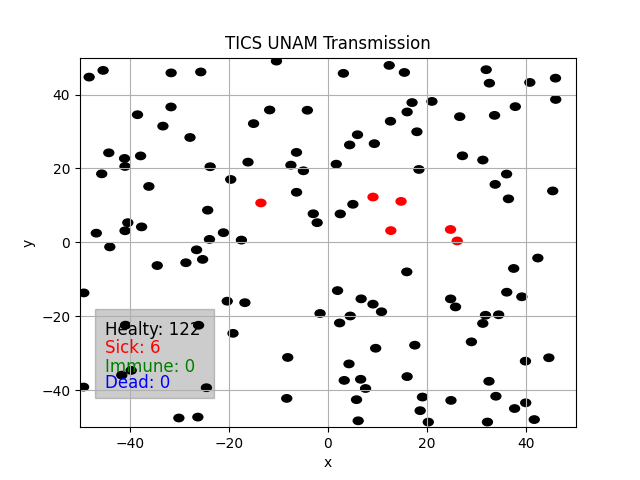 TICS UNAM Transmission
y
40
20
0
−20
−40
Healty: 122
Sick: 6
Immune: 0
Dead: 0
−40 −20 0 20 40
x